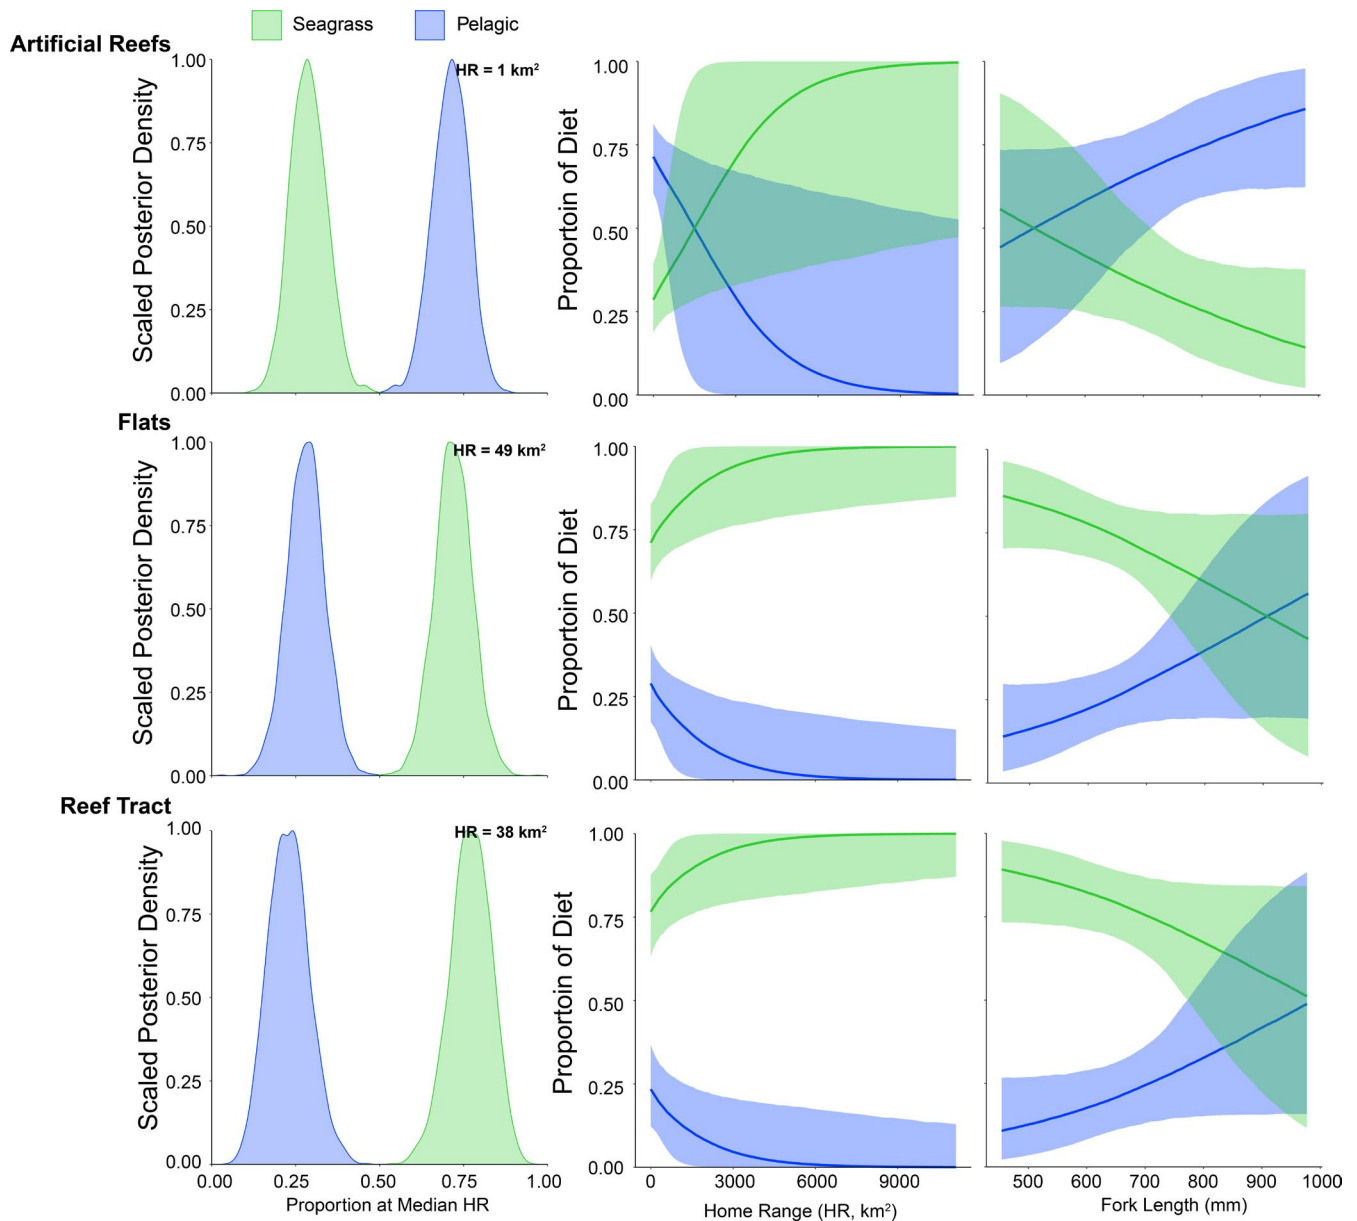 Seagrass Pelagic
Artificial Reefs
HR = 1 km²
Scaled Posterior Density
1.00
0.75
0.50
0.25
0.00
Proportoin of Diet
1.00
0.75
0.50
0.25
0.00
Flats
HR = 49 km²
Scaled Posterior Density
1.00
0.75
0.50
0.25
0.00
Proportoin of Diet
1.00
0.75
0.50
0.25
0.00
Reef Tract
HR = 38 km²
Scaled Posterior Density
1.00
0.75
0.50
0.25
0.00
Proportoin of Diet
1.00
0.75
0.50
0.25
0.00
0.00 0.25 0.50 0.75 1.00
Proportion at Median HR
0 3000 6000 9000
Home Range (HR, km²)
500 600 700 800 900 1000
Fork Length (mm)